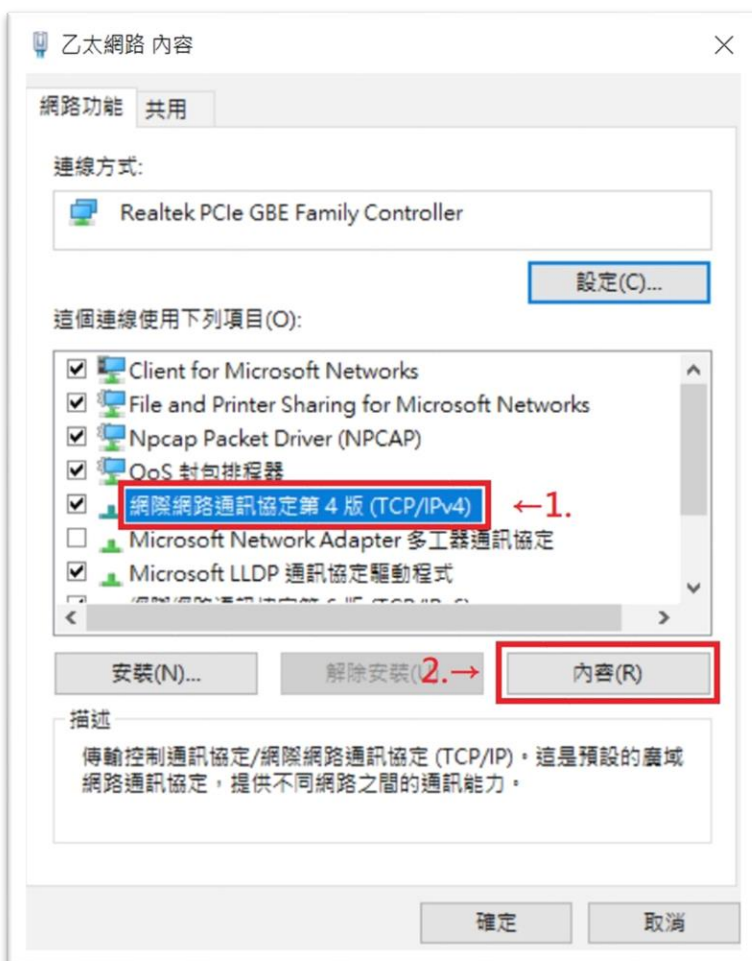 乙太網路 內容
網路功能 共用
連線方式:
Realtek PCIe GBE Family Controller
設定(C)...
這個連線使用下列項目(O):
Client for Microsoft Networks
File and Printer Sharing for Microsoft Networks
Npcap Packet Driver (NPCAP)
QoS 封包排程器
網際網路通訊協定第 4 版 (TCP/IPv4) ←1.
Microsoft Network Adapter 多工器通訊協定
Microsoft LLDP 通訊協定驅動程式
安裝(N)... 解除安裝( 2.→ 內容(R)
描述
傳輸控制通訊協定/網際網路通訊協定 (TCP/IP)。這是預設的廣域
網路通訊協定，提供不同網路之間的通訊能力。
確定 取消